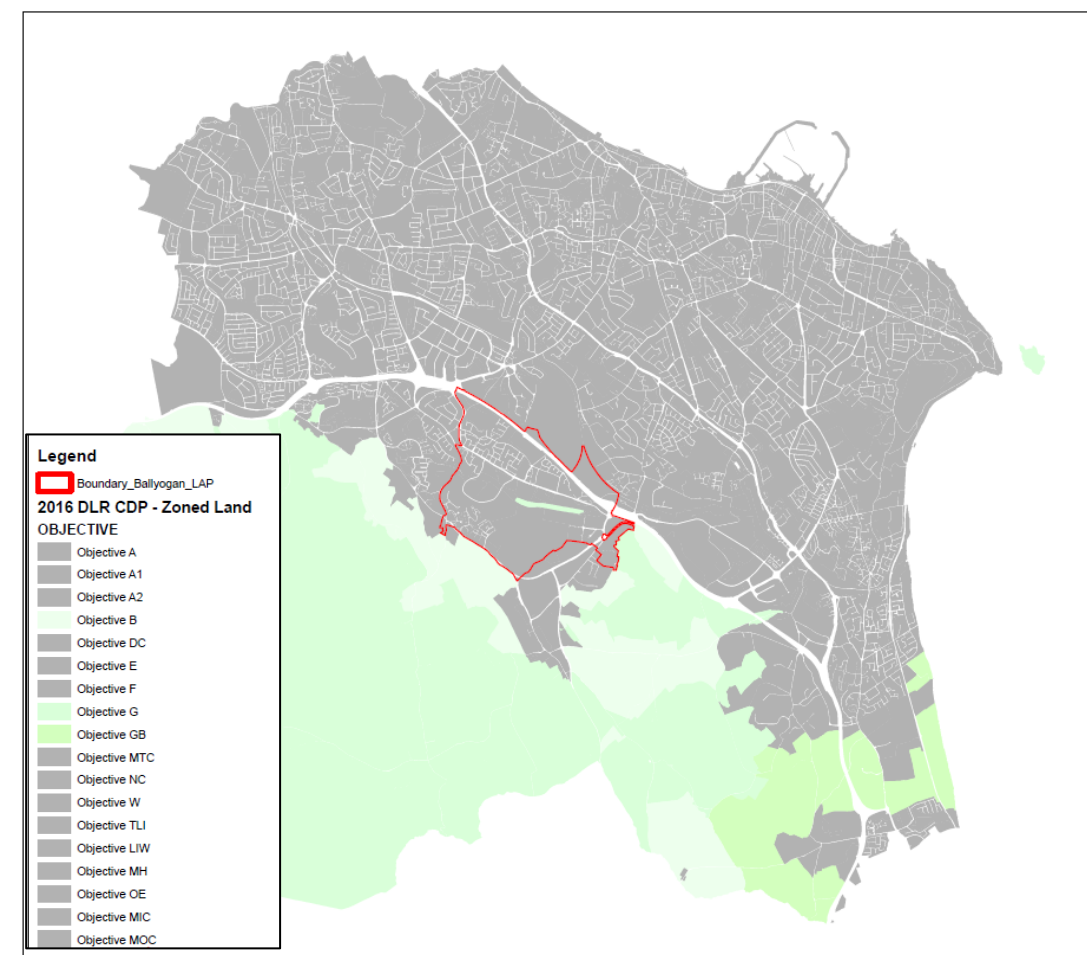 Legend
Boundary_Ballyogan_LAP
2016 DLR CDP - Zoned Land
OBJECTIVE
Objective A
Objective A1
Objective A2
Objective B
Objective DC
Objective E
Objective F
Objective G
Objective GB
Objective MTC
Objective NC
Objective W
Objective TLI
Objective LIW
Objective MH
Objective OE
Objective MIC
Objective MOC